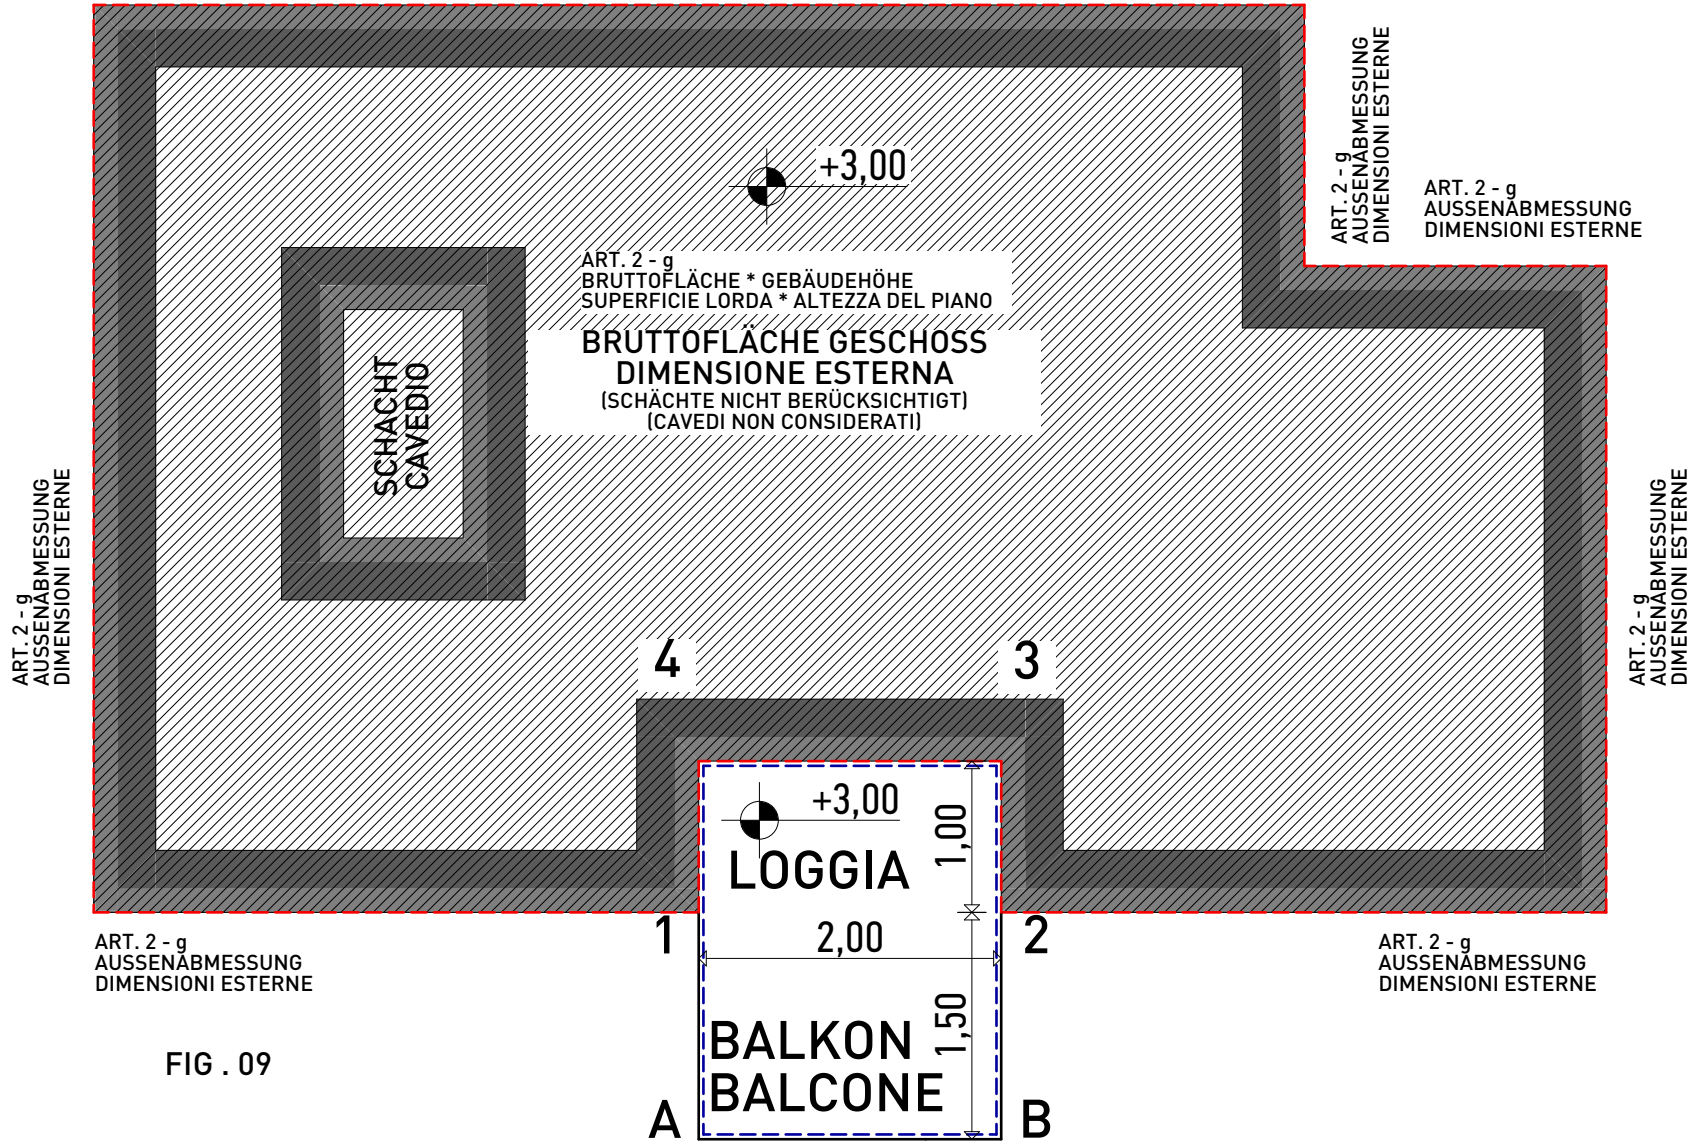 ART. 2 - g
AUSSENABMESSUNG
DIMENSIONI ESTERNE
ART. 2 - g
AUSSENABMESSUNG
DIMENSIONI ESTERNE
+3,00
ART. 2 - g
BRUTTOFLÄCHE * GEBÄUDEHÖHE
SUPERFICIE LORDA * ALTEZZA DEL PIANO
BRUTTOFLÄCHE GESCHOSS
DIMENSIONE ESTERNA
(SCHÄCHTE NICHT BERÜCKSICHTIGT)
(CAVEDI NON CONSIDERATI)
SCHACHT
CAVEDIO
ART. 2 - g
AUSSENABMESSUNG
DIMENSIONI ESTERNE
ART. 2 - g
AUSSENABMESSUNG
DIMENSIONI ESTERNE
4
3
+3,00
LOGGIA
1,00
1
2
2,00
ART. 2 - g
AUSSENABMESSUNG
DIMENSIONI ESTERNE
ART. 2 - g
AUSSENABMESSUNG
DIMENSIONI ESTERNE
1,50
BALKON
BALCONE
FIG . 09
A
B